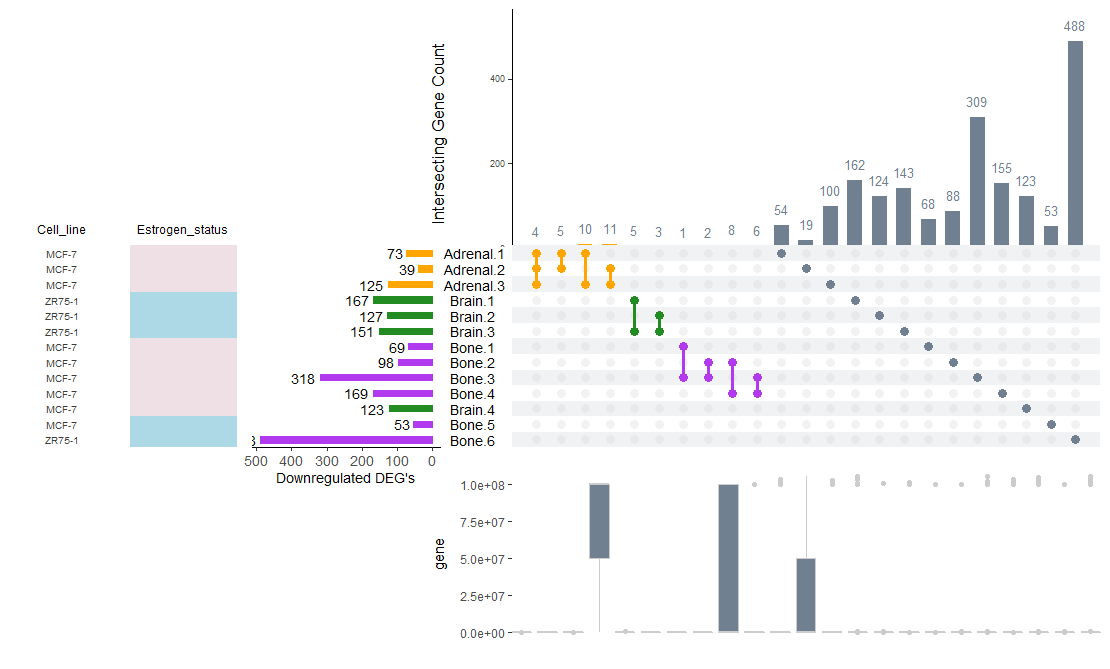 488
400
309
200
162
155
143
124
123
100
88
68
54
53
19
4
5
10
11
5
3
1
2
8
6
Intersecting Gene Count
Cell_line
Estrogen_status
MCF-7
73
Adrenal.1
MCF-7
39
Adrenal.2
MCF-7
125
Adrenal.3
ZR75-1
167
Brain.1
ZR75-1
127
Brain.2
ZR75-1
151
Brain.3
MCF-7
69
Bone.1
MCF-7
98
Bone.2
MCF-7
318
Bone.3
MCF-7
169
Bone.4
MCF-7
123
Brain.4
MCF-7
53
Bone.5
ZR75-1
Bone.6
500 400 300 200 100 0
Downregulated DEG's
gene
1.0e+08
7.5e+07
5.0e+07
2.5e+07
0.0e+00